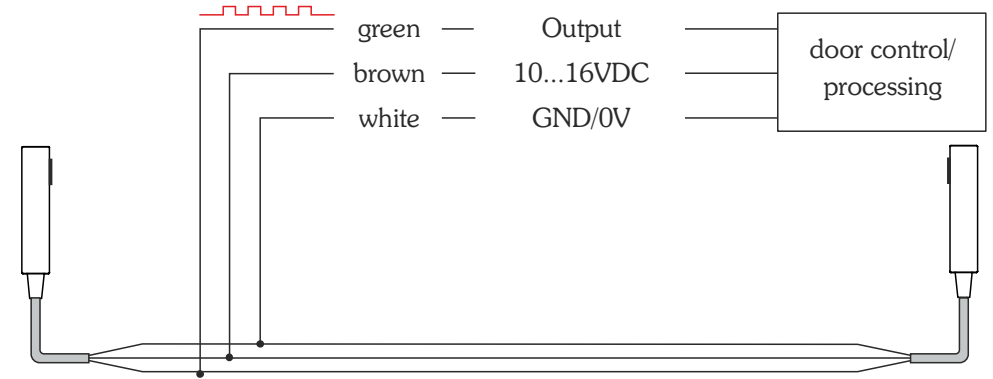 green — Output
brown — 10...16VDC
white — GND/0V
door control/
processing